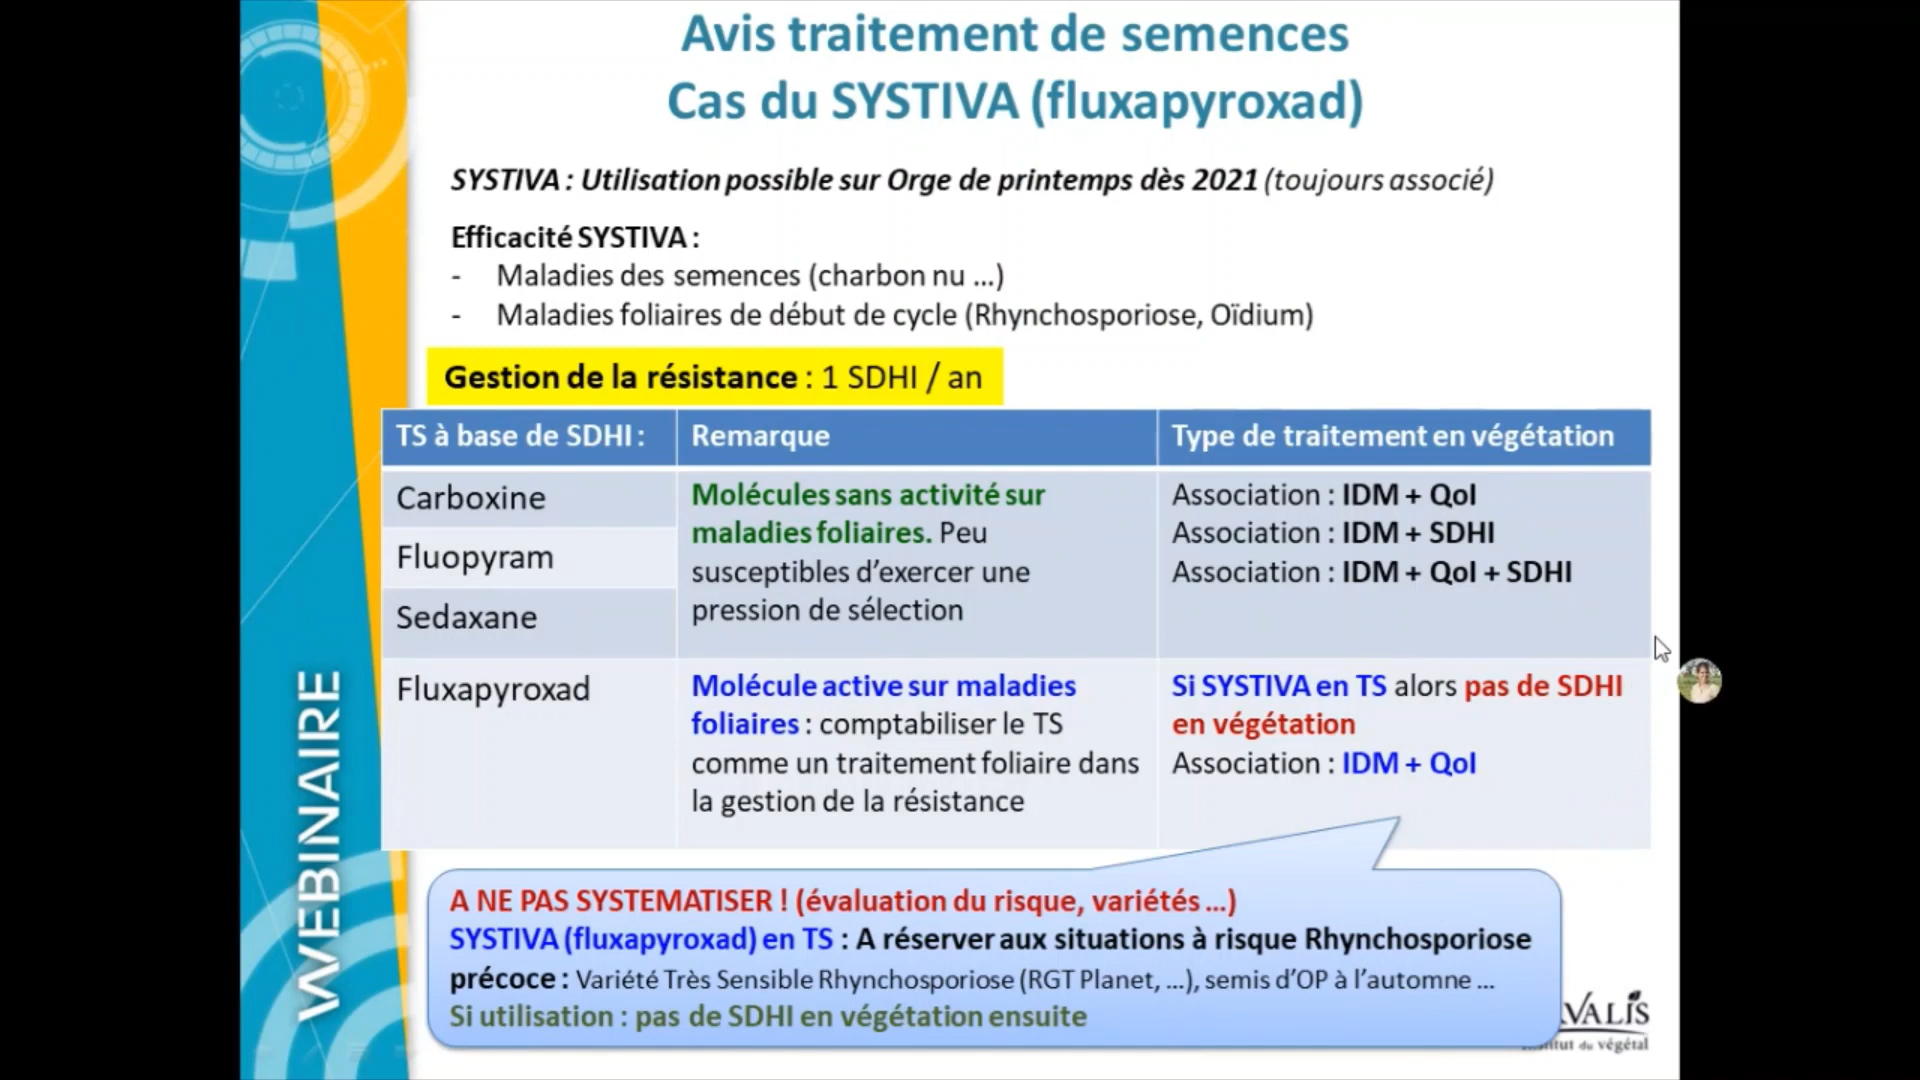 Avis traitement de semences
Cas du SYSTIVA (fluxapyroxad)
SYSTIVA : Utilisation possible sur Orge de printemps dès 2021 (toujours associé)
Efficacité SYSTIVA :
- Maladies des semences (charbon nu ...)
- Maladies foliaires de début de cycle (Rhynchosporiose, Oïdium)
Gestion de la résistance : 1 SDHI / an
TS à base de SDHI :
Remarque
Type de traitement en végétation
Carboxine
Fluopyram
Sedaxane
Molécules sans activité sur
maladies foliaires. Peu
susceptibles d'exercer une
pression de sélection
Association : IDM + QoI
Association : IDM + SDHI
Association : IDM + QoI + SDHI
Fluxapyroxad
Molécule active sur maladies
foliaires : comptabiliser le TS
comme un traitement foliaire dans
la gestion de la résistance
Si SYSTIVA en TS alors pas de SDHI
en végétation
Association : IDM + QoI
A NE PAS SYSTEMATISER ! (évaluation du risque, variétés ...)
SYSTIVA (fluxapyroxad) en TS : A réserver aux situations à risque Rhynchosporiose
précoce : Variété Très Sensible Rhynchosporiose (RGT Planet, ...), semis d'OP à l'automne ...
Si utilisation : pas de SDHI en végétation ensuite
WEBINAIRE
VALIS
du végétal